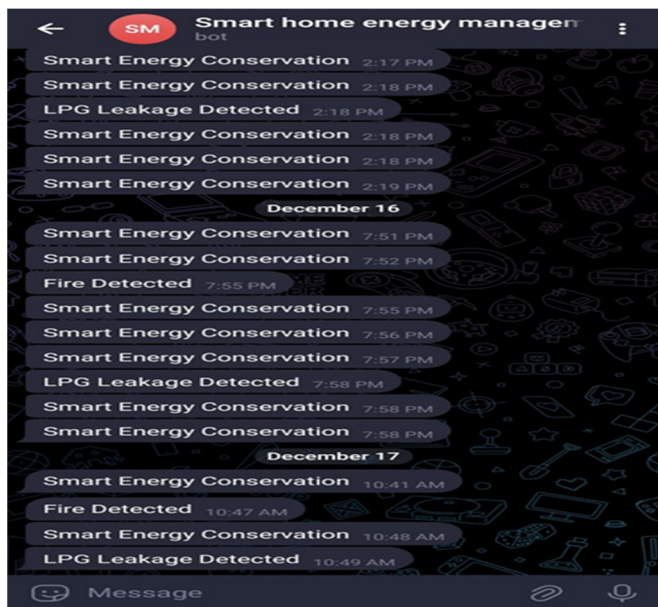 SM
Smart home energy managem
bot
Smart Energy Conservation 2:17 PM
Smart Energy Conservation 2:18 PM
LPG Leakage Detected 2:18 PM
Smart Energy Conservation 2:18 PM
Smart Energy Conservation 2:18 PM
Smart Energy Conservation 2:19 PM
December 16
Smart Energy Conservation 7:51 PM
Smart Energy Conservation 7:52 PM
Fire Detected 7:55 PM
Smart Energy Conservation 7:55 PM
Smart Energy Conservation 7:56 PM
Smart Energy Conservation 7:57 PM
LPG Leakage Detected 7:58 PM
Smart Energy Conservation 7:58 PM
Smart Energy Conservation 7:58 PM
December 17
Smart Energy Conservation 10:41 AM
Fire Detected 10:47 AM
Smart Energy Conservation 10:48 AM
LPG Leakage Detected 10:49 AM
Message